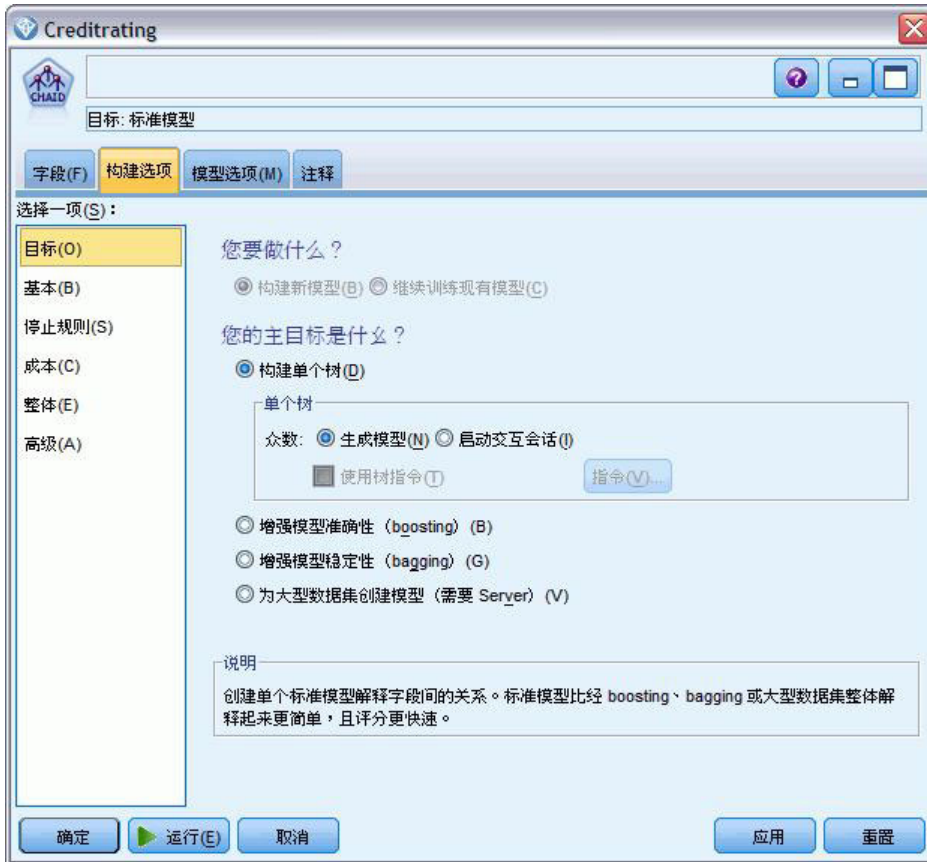 Creditrating
CHAID
目标: 标准模型
字段(F) 构建选项 模型选项(M) 注释
选择一项(S)：
目标(O)
基本(B)
停止规则(S)
成本(C)
整体(E)
高级(A)
您要做什么？
构建新模型(B) 继续训练现有模型(C)
您的主目标是什么？
构建单个树(D)
单个树
众数: 生成模型(N) 启动交互会话(I)
使用树指令(T) 指令(V)...
增强模型准确性（boosting）(B)
增强模型稳定性（bagging）(G)
为大型数据集创建模型（需要 Server）(V)
说明
创建单个标准模型解释字段间的关系。标准模型比经 boosting、bagging 或大型数据集整体解
释起来更简单，且评分更快速。
确定 运行(E) 取消 应用 重置